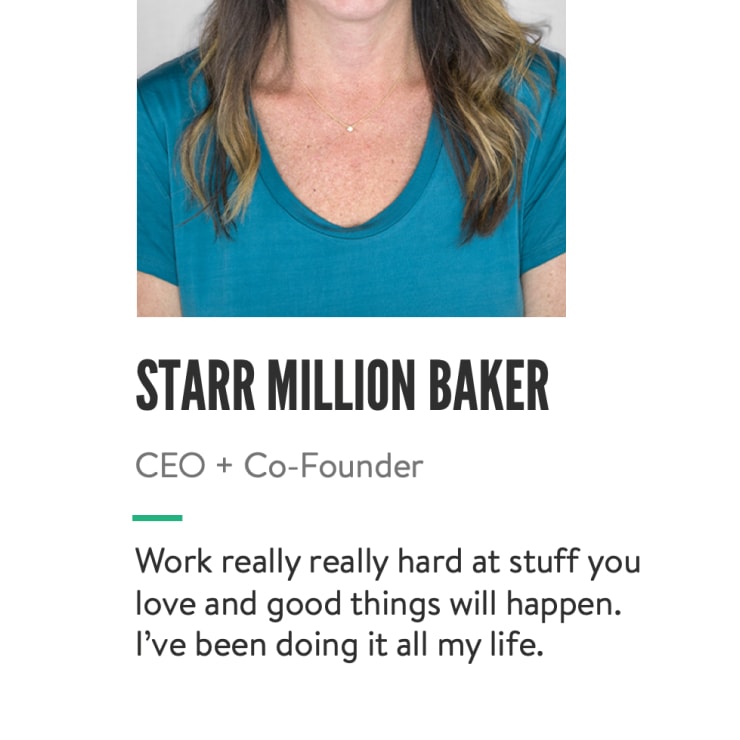 STARR MILLION BAKER
CEO + Co-Founder
Work really really hard at stuff you
love and good things will happen.
I’ve been doing it all my life.